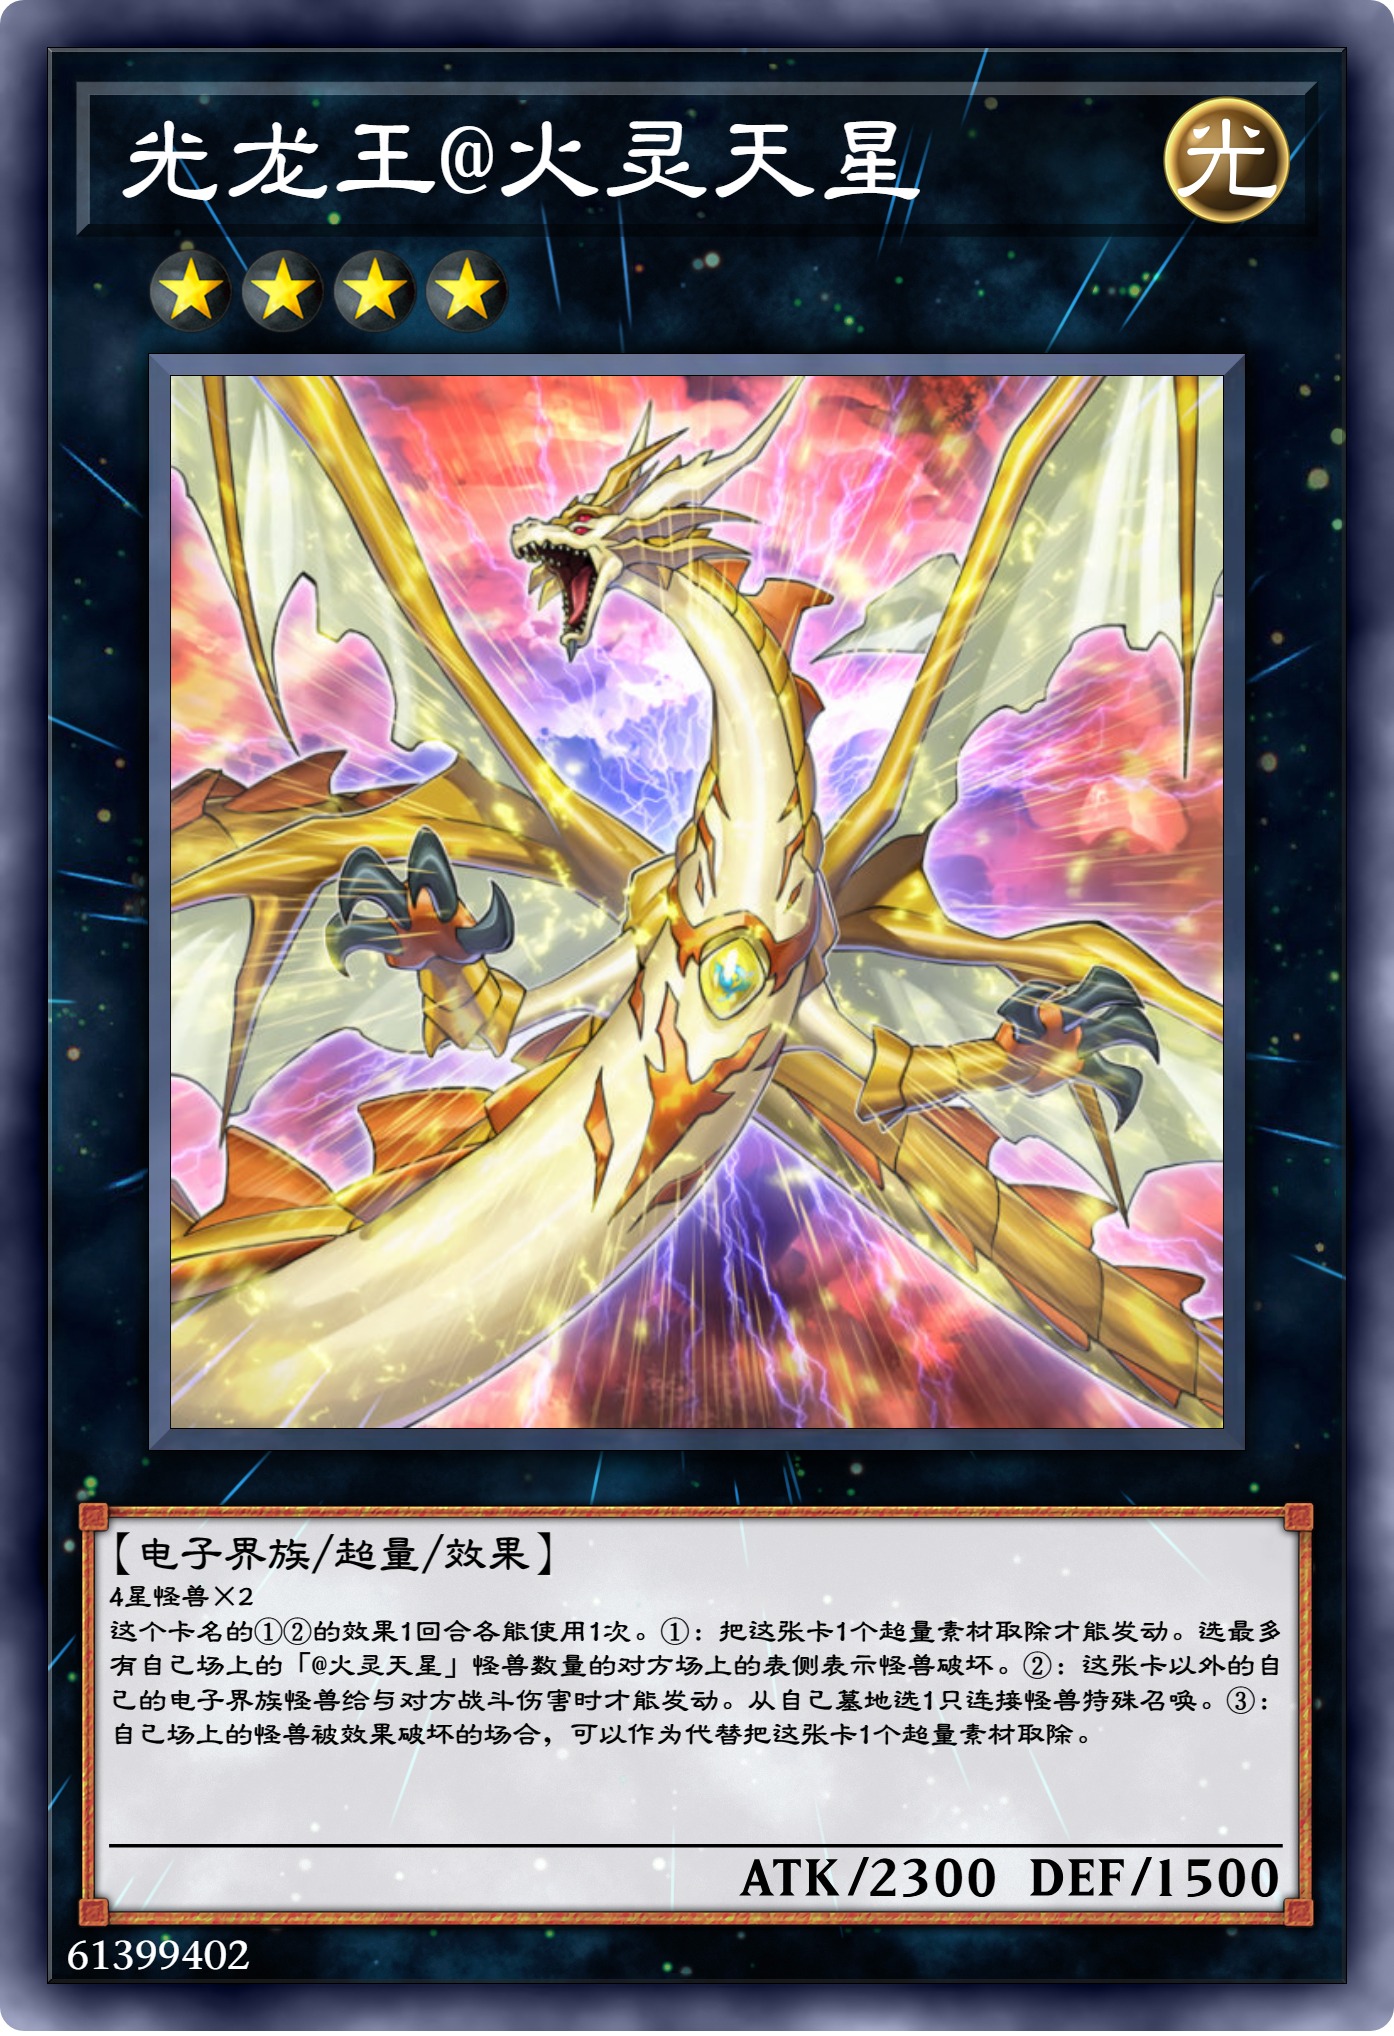 光龙王@火灵天星
光
【电子界族/超量/效果】
4星怪兽×2
这个卡名的①②的效果1回合各能使用1次。①：把这张卡1个超量素材取除才能发动。选最多
有自己场上的「@火灵天星」怪兽数量的对方场上的表侧表示怪兽破坏。②：这张卡以外的自
己的电子界族怪兽给与对方战斗伤害时才能发动。从自己墓地选1只连接怪兽特殊召唤。③：
自己场上的怪兽被效果破坏的场合，可以作为代替把这张卡1个超量素材取除。
ATK/2300 DEF/1500
61399402